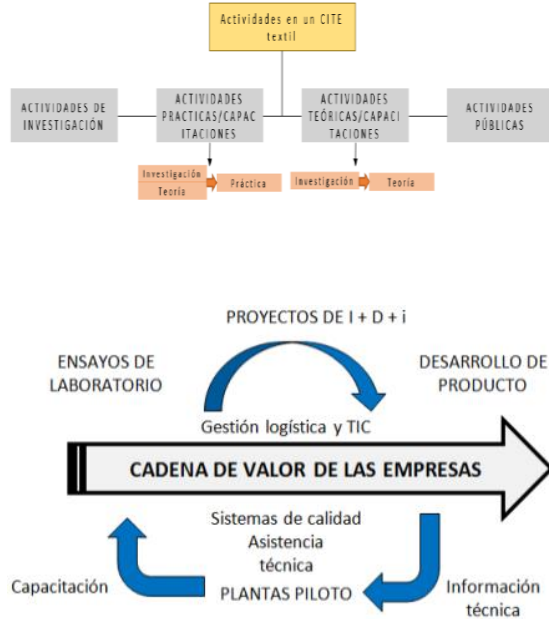 Actividades en un CITE
textil
ACTIVIDADES DE
INVESTIGACIÓN
ACTIVIDADES
PRACTICAS/CAPAC
ITACIONES
ACTIVIDADES
TEÓRICAS/CAPACI
TACIONES
ACTIVIDADES
PÚBLICAS
Investigación
Teoría
Práctica
Investigación
Teoría
PROYECTOS DE I + D + i
ENSAYOS DE
LABORATORIO
DESARROLLO DE
PRODUCTO
Gestión logística y TIC
CADENA DE VALOR DE LAS EMPRESAS
Sistemas de calidad
Asistencia
técnica
Capacitación
PLANTAS PILOTO
Información
técnica